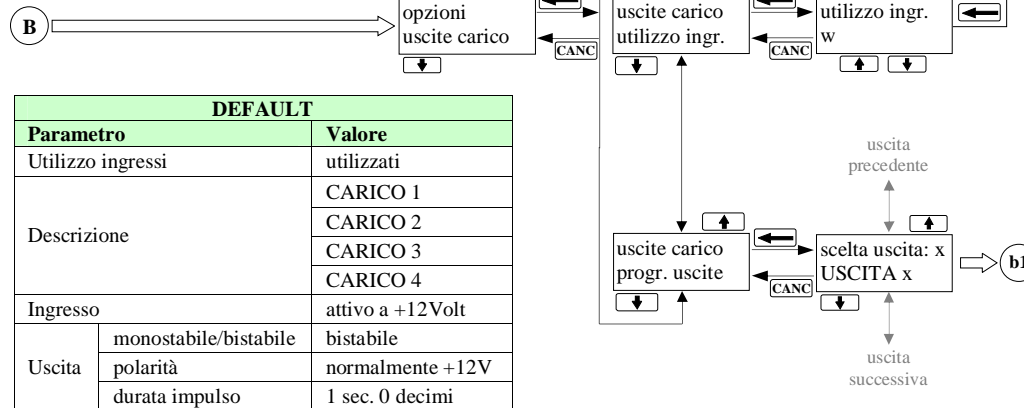 B
opzioni
uscite carico
CANC
uscite carico
utilizzo ingr.
CANC
utilizzo ingr.
w
DEFAULT
Parametro Valore
Utilizzo ingressi utilizzati
Descrizione
CARICO 1
CARICO 2
CARICO 3
CARICO 4
Ingresso attivo a +12Volt
Uscita
monostabile/bistabile bistabile
polarità normalmente +12V
durata impulso 1 sec. 0 decimi
uscita
precedente
uscite carico
progr. uscite
CANC
scelta uscita: x
USCITA x
b1
uscita
successiva